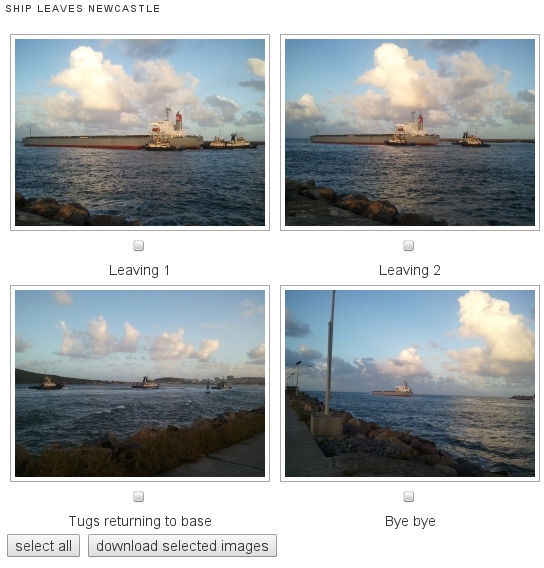 SHIP LEAVES NEWCASTLE
Leaving 1
Leaving 2
Tugs returning to base
Bye bye
select all
download selected images